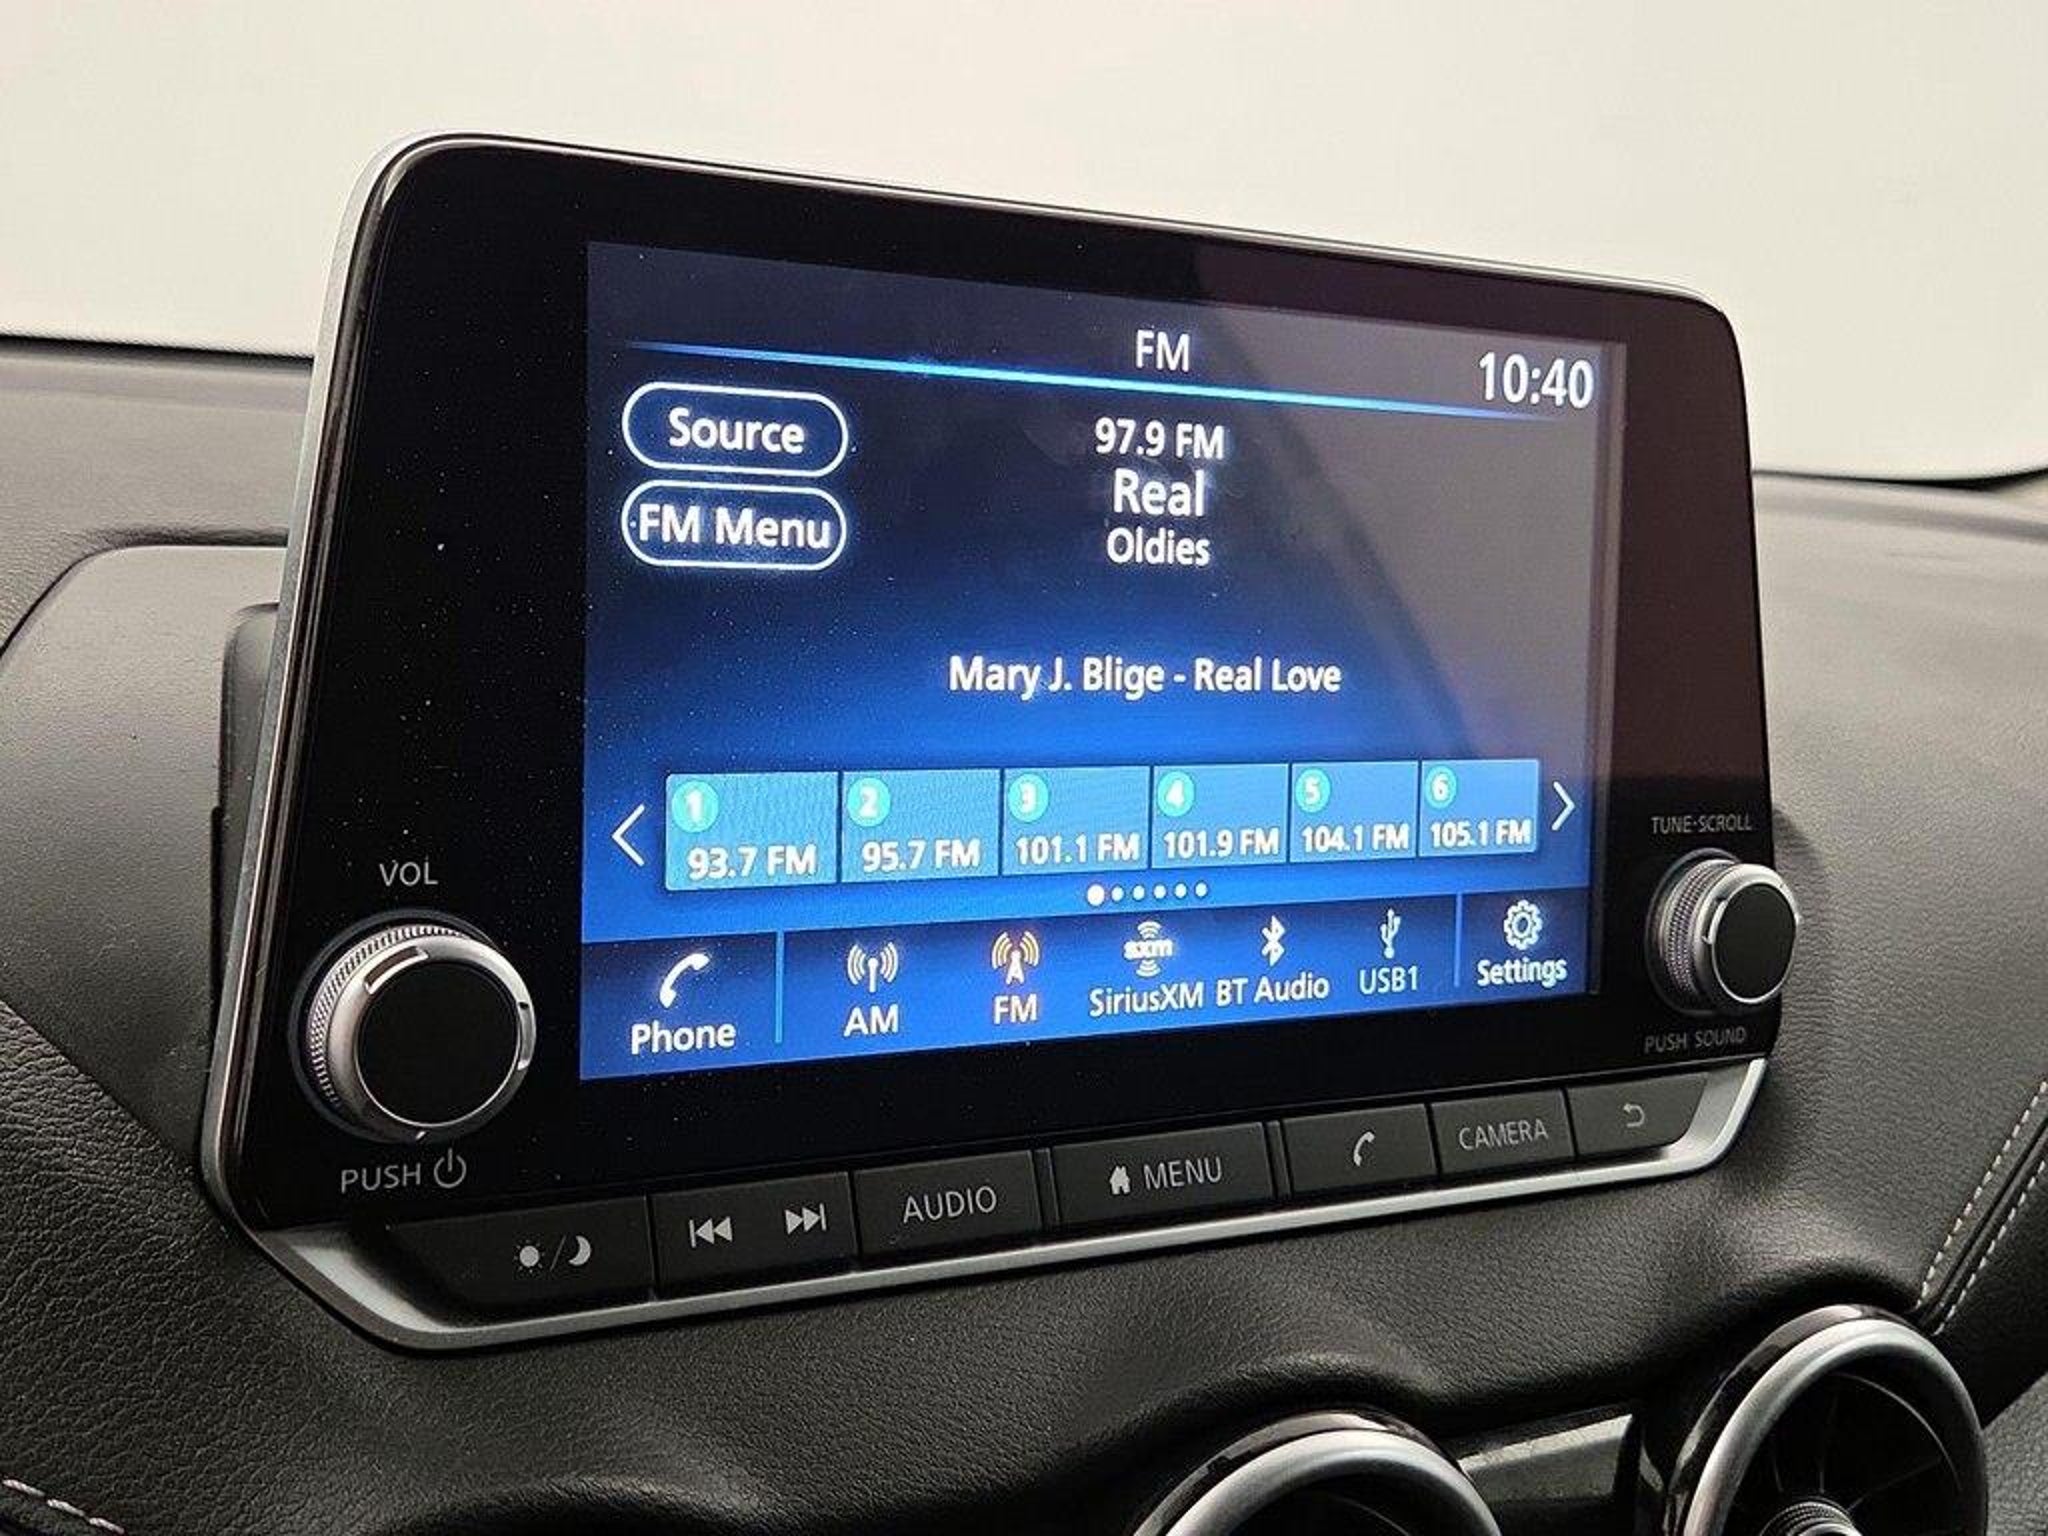 FM
10:40
Source
97.9 FM
FM Menu
Real
Oldies
Mary J. Blige - Real Love
1
2
3
4
5
6
93.7 FM
95.7 FM
101.1 FM
101.9 FM
104.1 FM
105.1 FM
sxm
Phone
AM
FM
SiriusXM
BT Audio
USB1
Settings
VOL
PUSH
TUNE·SCROLL
PUSH SOUND
AUDIO
MENU
CAMERA